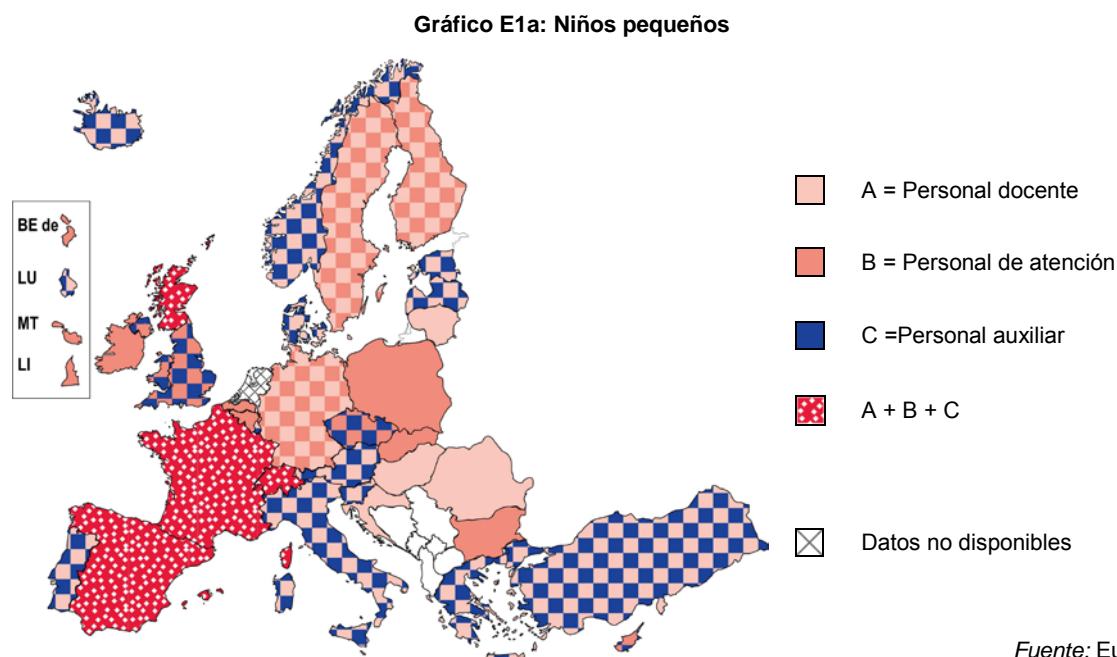 Gráfico E1a: Niños pequeños
BE de
LU
MT
LI
A = Personal docente
B = Personal de atención
C =Personal auxiliar
A + B + C
Datos no disponibles
Fuente: Eu